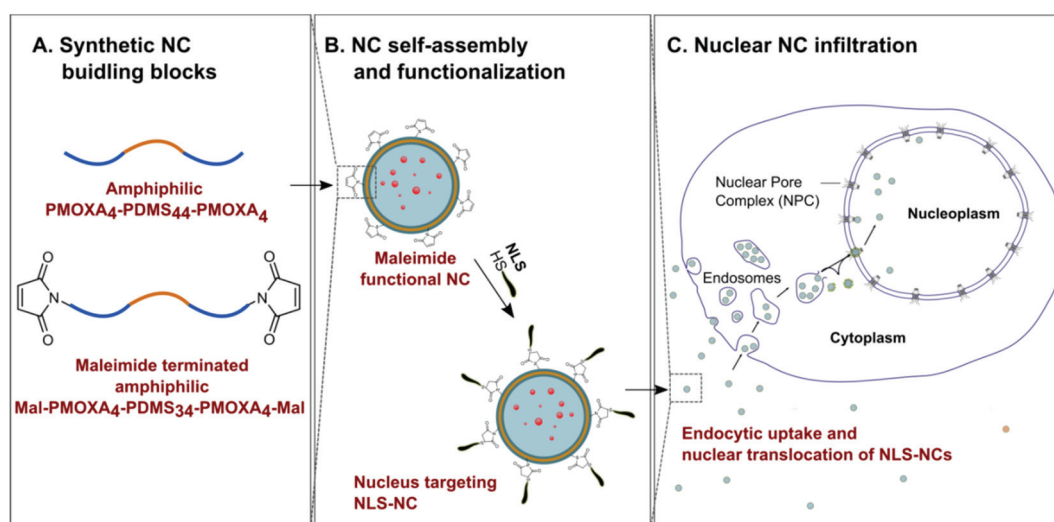 A. Synthetic NC
buidling blocks
Amphiphilic
PMOXA4-PDMS44-PMOXA4
O
O
N
N
O
O
Maleimide terminated
amphiphilic
Mal-PMOXA4-PDMS34-PMOXA4-Mal
B. NC self-assembly
and functionalization
Maleimide
functional NC
NLS
HS
Nucleus targeting
NLS-NC
C. Nuclear NC infiltration
Nuclear Pore
Complex (NPC)
Nucleoplasm
Endosomes
Cytoplasm
Endocytic uptake and
nuclear translocation of NLS-NCs